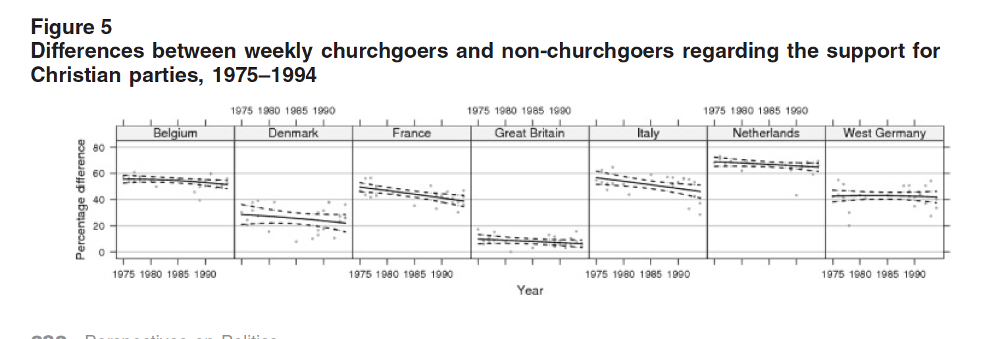 Figure 5
Differences between weekly churchgoers and non-churchgoers regarding the support for
Christian parties, 1975–1994
1975 1980 1985 1990 1975 1980 1985 1990 1975 1980 1985 1990
Belgium Denmark France Great Britain Italy Netherlands West Germany
80
60
40
20
0
Percentage difference
1975 1980 1985 1990 1975 1980 1985 1990 1975 1980 1985 1990 1975 1980 1985 1990
Year
Perspectives on Politics